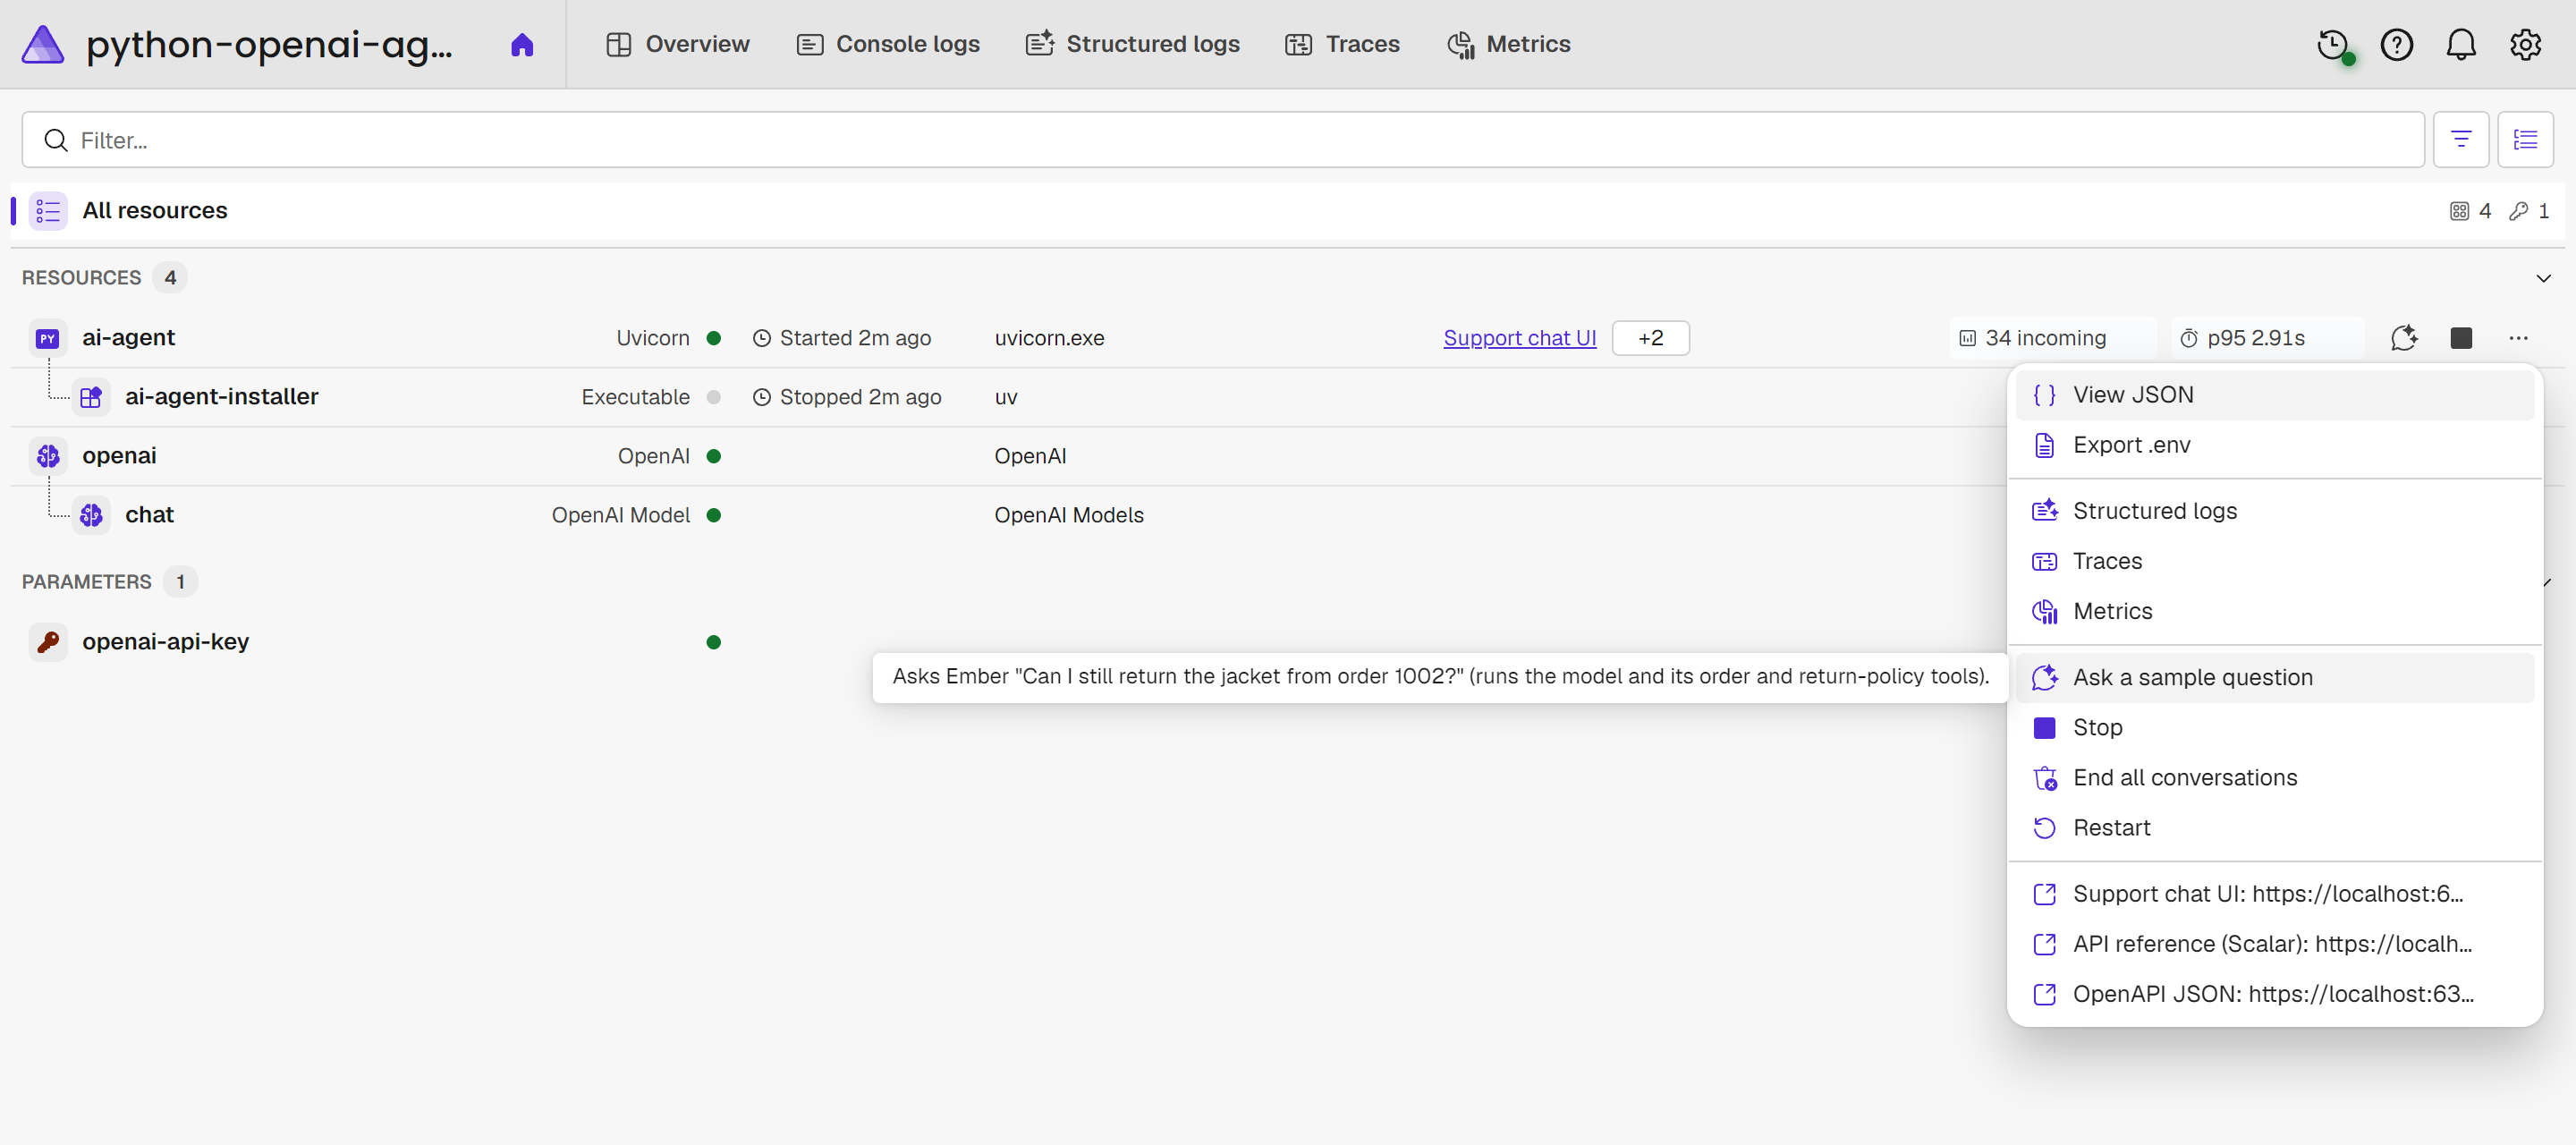 python-openai-ag...
Overview
Console logs
Structured logs
Traces
Metrics
Filter...
All resources
4
1
RESOURCES 4
PY
ai-agent
Uvicorn
Started 2m ago
uvicorn.exe
Support chat UI
+2
34 incoming
p95 2.91s
ai-agent-installer
Executable
Stopped 2m ago
uv
openai
OpenAI
OpenAI
chat
OpenAI Model
OpenAI Models
PARAMETERS 1
openai-api-key
Asks Ember "Can I still return the jacket from order 1002?" (runs the model and its order and return-policy tools).
View JSON
Export .env
Structured logs
Traces
Metrics
Ask a sample question
Stop
End all conversations
Restart
Support chat UI: https://localhost:6...
API reference (Scalar): https://localh...
OpenAPI JSON: https://localhost:63...